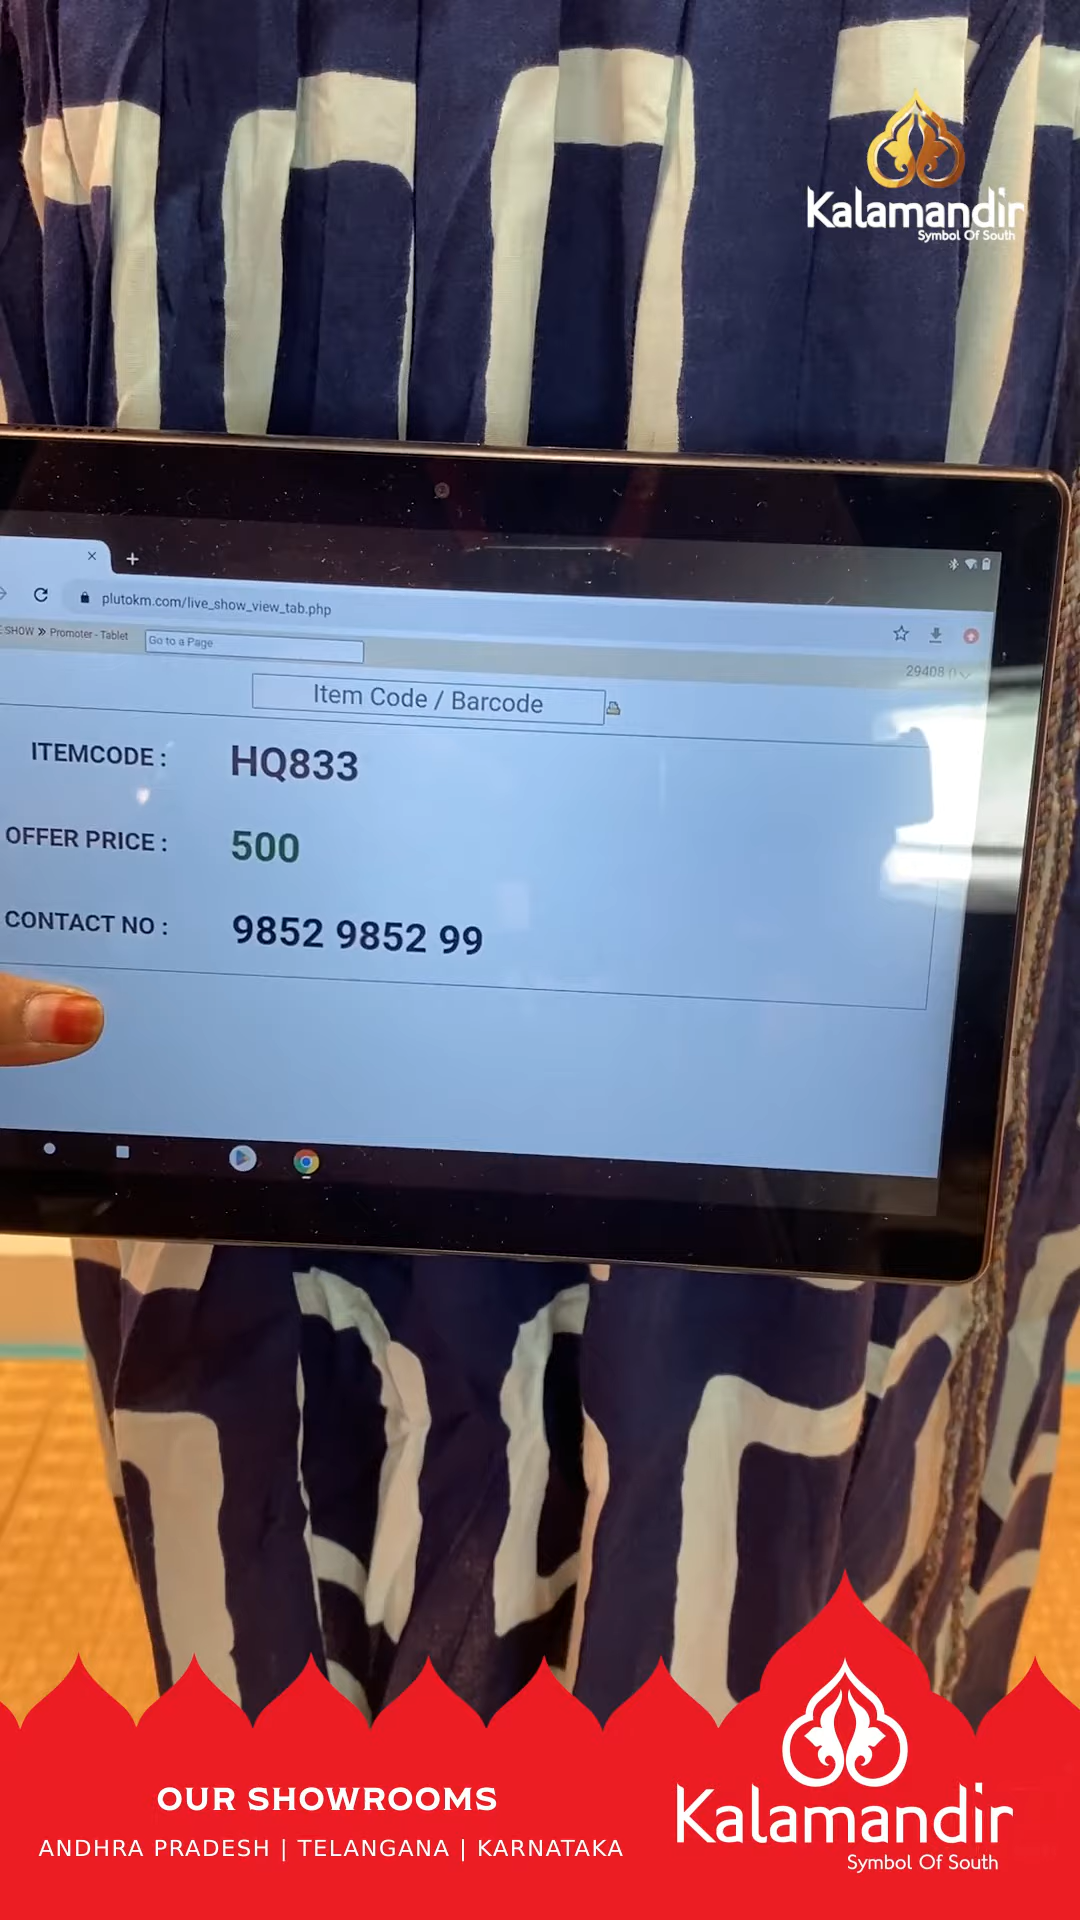 Kalamandir
Symbol Of South
plutokm.com/live_show_view_tab.php
SHOW » Promoter - Tablet
Go to a Page
29408
Item Code / Barcode
ITEMCODE : HQ833
OFFER PRICE : 500
CONTACT NO : 9852 9852 99
OUR SHOWROOMS
ANDHRA PRADESH | TELANGANA | KARNATAKA
Kalamandir
Symbol Of South